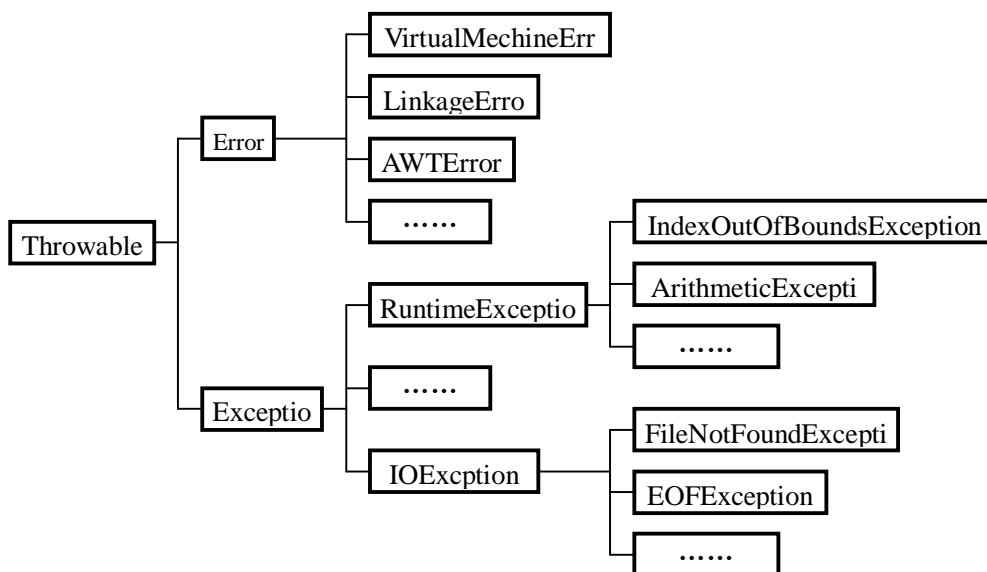 VirtualMechineErr
LinkageErro
Error
AWTError
……
IndexOutOfBoundsException
Throwable
ArithmeticExcepti
RuntimeExceptio
……
……
Exceptio
FileNotFoundExcepti
IOExcption
EOFException
……